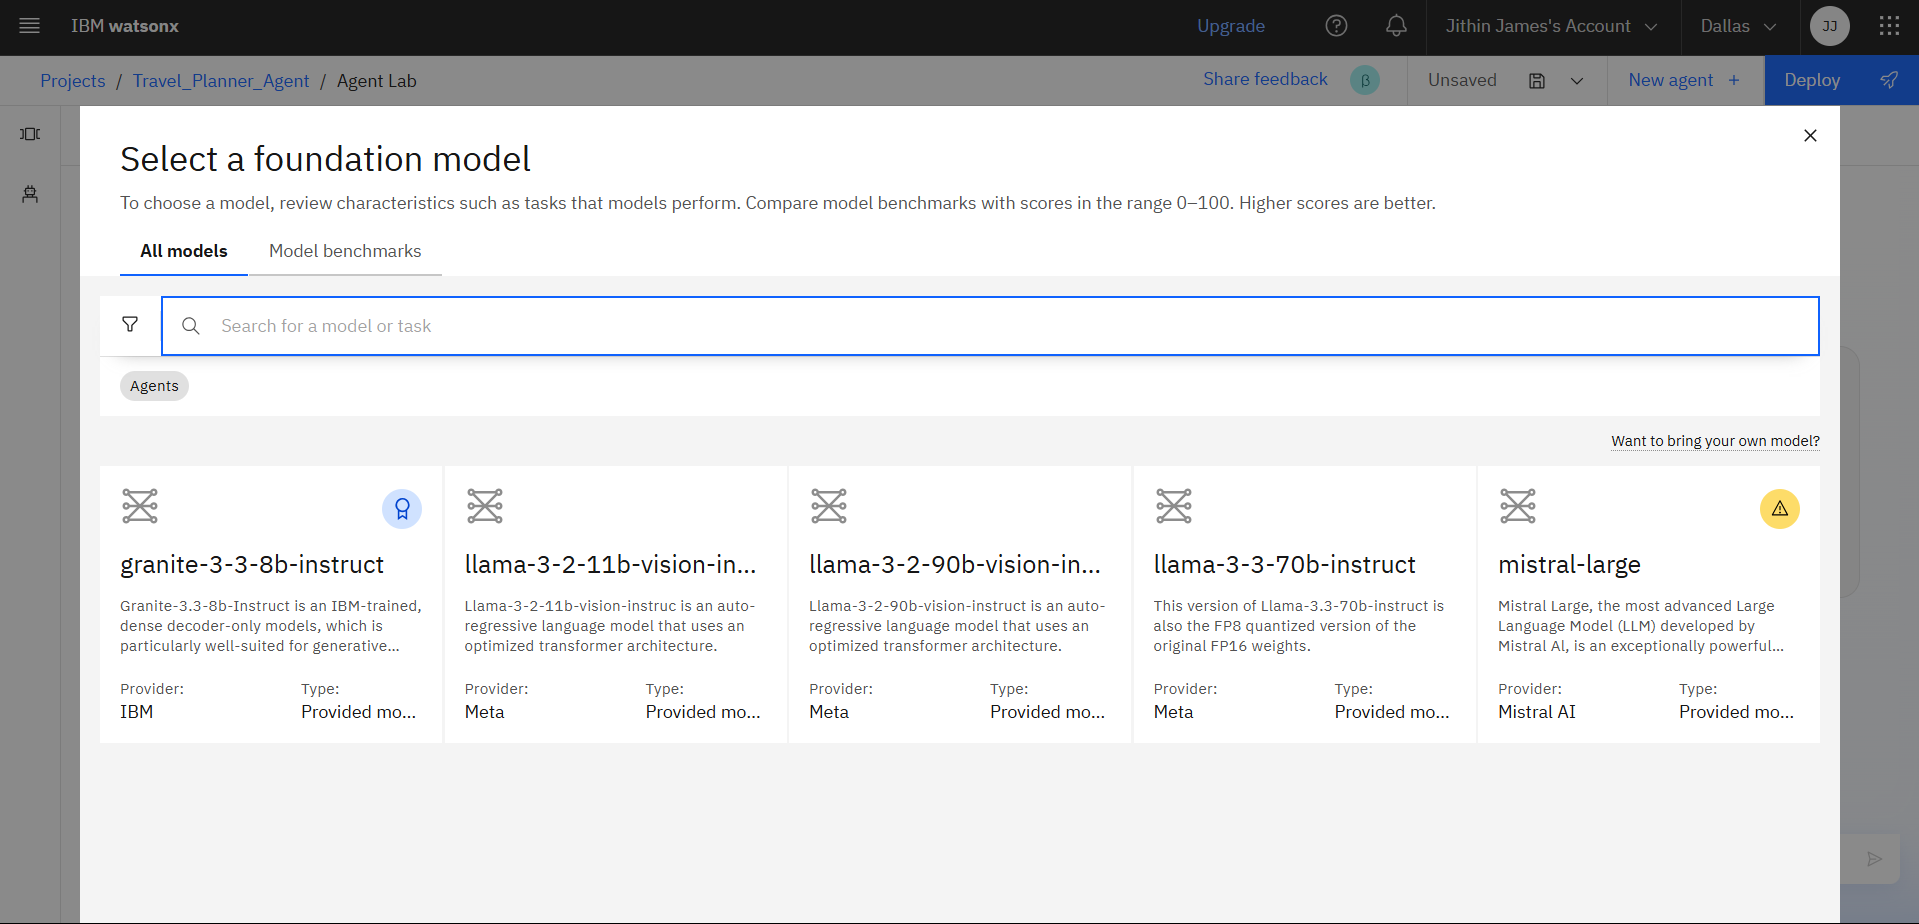 IBM watsonx
Upgrade
Jithin James's Account
Dallas
JJ
Projects / Travel_Planner_Agent / Agent Lab
Share feedback
β
Unsaved
New agent +
Deploy
Select a foundation model
To choose a model, review characteristics such as tasks that models perform. Compare model benchmarks with scores in the range 0–100. Higher scores are better.
All models
Model benchmarks
Search for a model or task
Agents
Want to bring your own model?
granite-3-3-8b-instruct
Granite-3.3-8b-Instruct is an IBM-trained,
dense decoder-only models, which is
particularly well-suited for generative...
Provider:
IBM
Type:
Provided mo...
llama-3-2-11b-vision-in...
Llama-3-2-11b-vision-instruc is an auto-
regressive language model that uses an
optimized transformer architecture.
Provider:
Meta
Type:
Provided mo...
llama-3-2-90b-vision-in...
Llama-3-2-90b-vision-instruct is an auto-
regressive language model that uses an
optimized transformer architecture.
Provider:
Meta
Type:
Provided mo...
llama-3-3-70b-instruct
This version of Llama-3.3-70b-instruct is
also the FP8 quantized version of the
original FP16 weights.
Provider:
Meta
Type:
Provided mo...
mistral-large
Mistral Large, the most advanced Large
Language Model (LLM) developed by
Mistral Al, is an exceptionally powerful...
Provider:
Mistral AI
Type:
Provided mo...